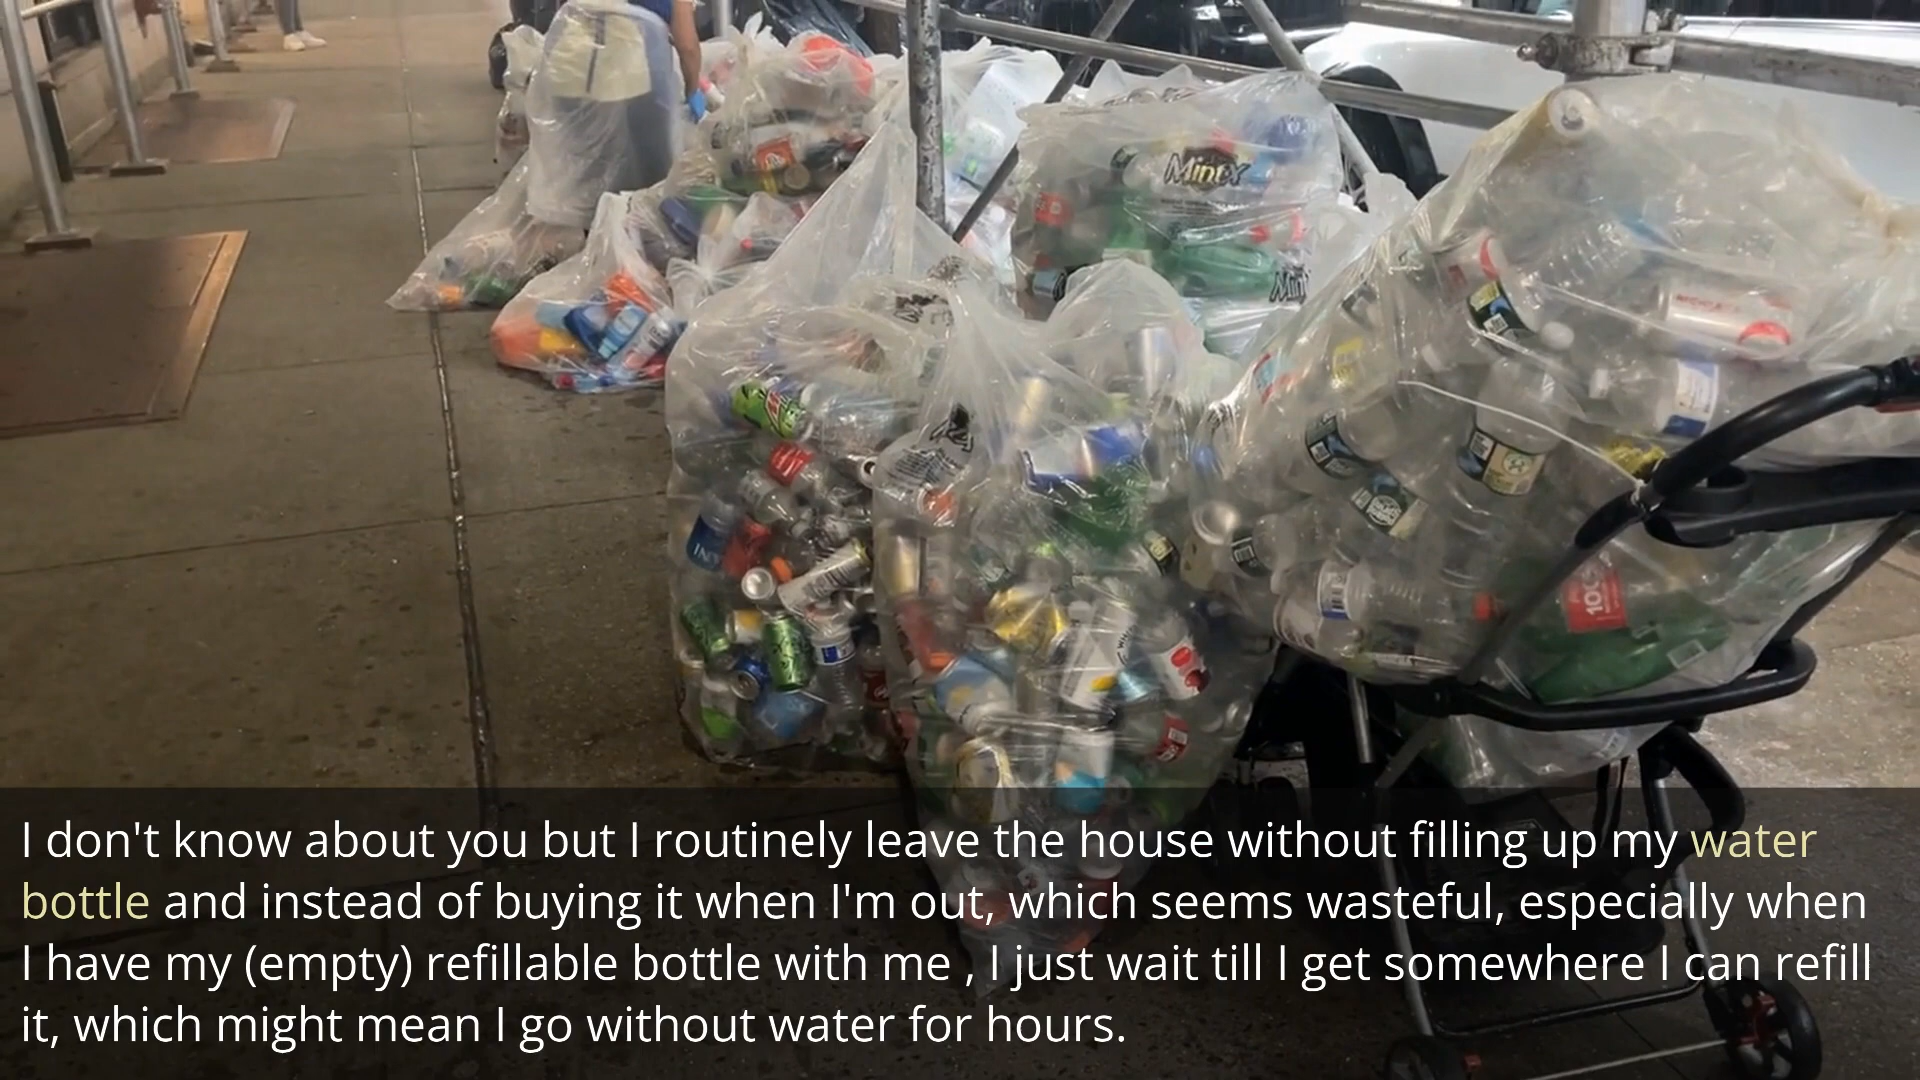 Mintx
Mint
I don't know about you but I routinely leave the house without filling up my water
bottle and instead of buying it when I'm out, which seems wasteful, especially when
I have my (empty) refillable bottle with me , I just wait till I get somewhere I can refill
it, which might mean I go without water for hours.